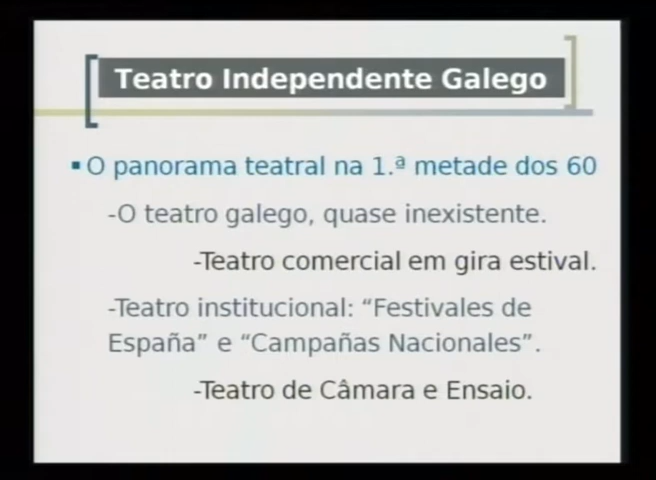 Teatro Independente Galego
▪ O panorama teatral na 1.ª metade dos 60
-O teatro galego, quase inexistente.
-Teatro comercial em gira estival.
-Teatro institucional: “Festivales de
España” e “Campañas Nacionales”.
-Teatro de Câmara e Ensaio.